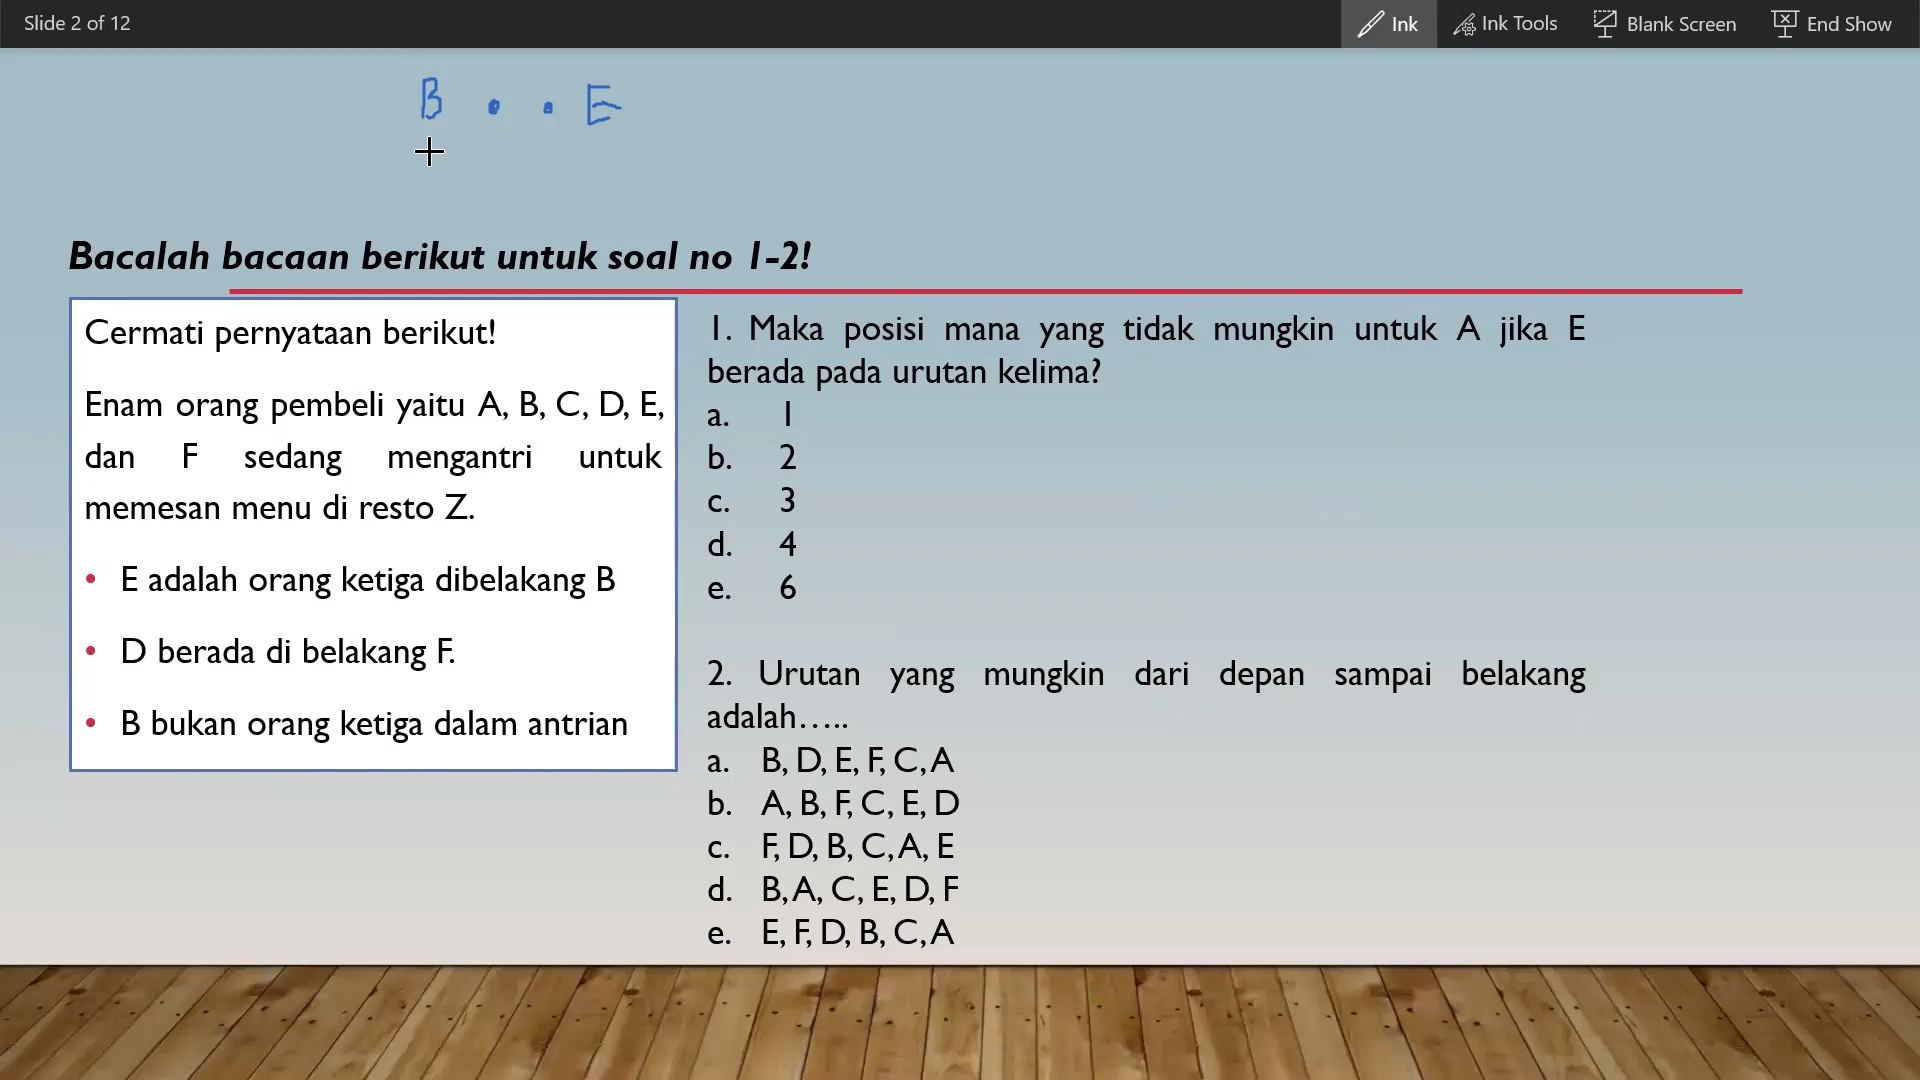 Slide 2 of 12
Ink
Ink Tools
Blank Screen
End Show
B . . E
Bacalah bacaan berikut untuk soal no 1-2!
Cermati pernyataan berikut!
Enam orang pembeli yaitu A, B, C, D, E,
dan F sedang mengantri untuk
memesan menu di resto Z.
• E adalah orang ketiga dibelakang B
• D berada di belakang F.
• B bukan orang ketiga dalam antrian
1. Maka posisi mana yang tidak mungkin untuk A jika E
berada pada urutan kelima?
a. 1
b. 2
c. 3
d. 4
e. 6
2. Urutan yang mungkin dari depan sampai belakang
adalah…..
a. B, D, E, F, C, A
b. A, B, F, C, E, D
c. F, D, B, C, A, E
d. B, A, C, E, D, F
e. E, F, D, B, C, A